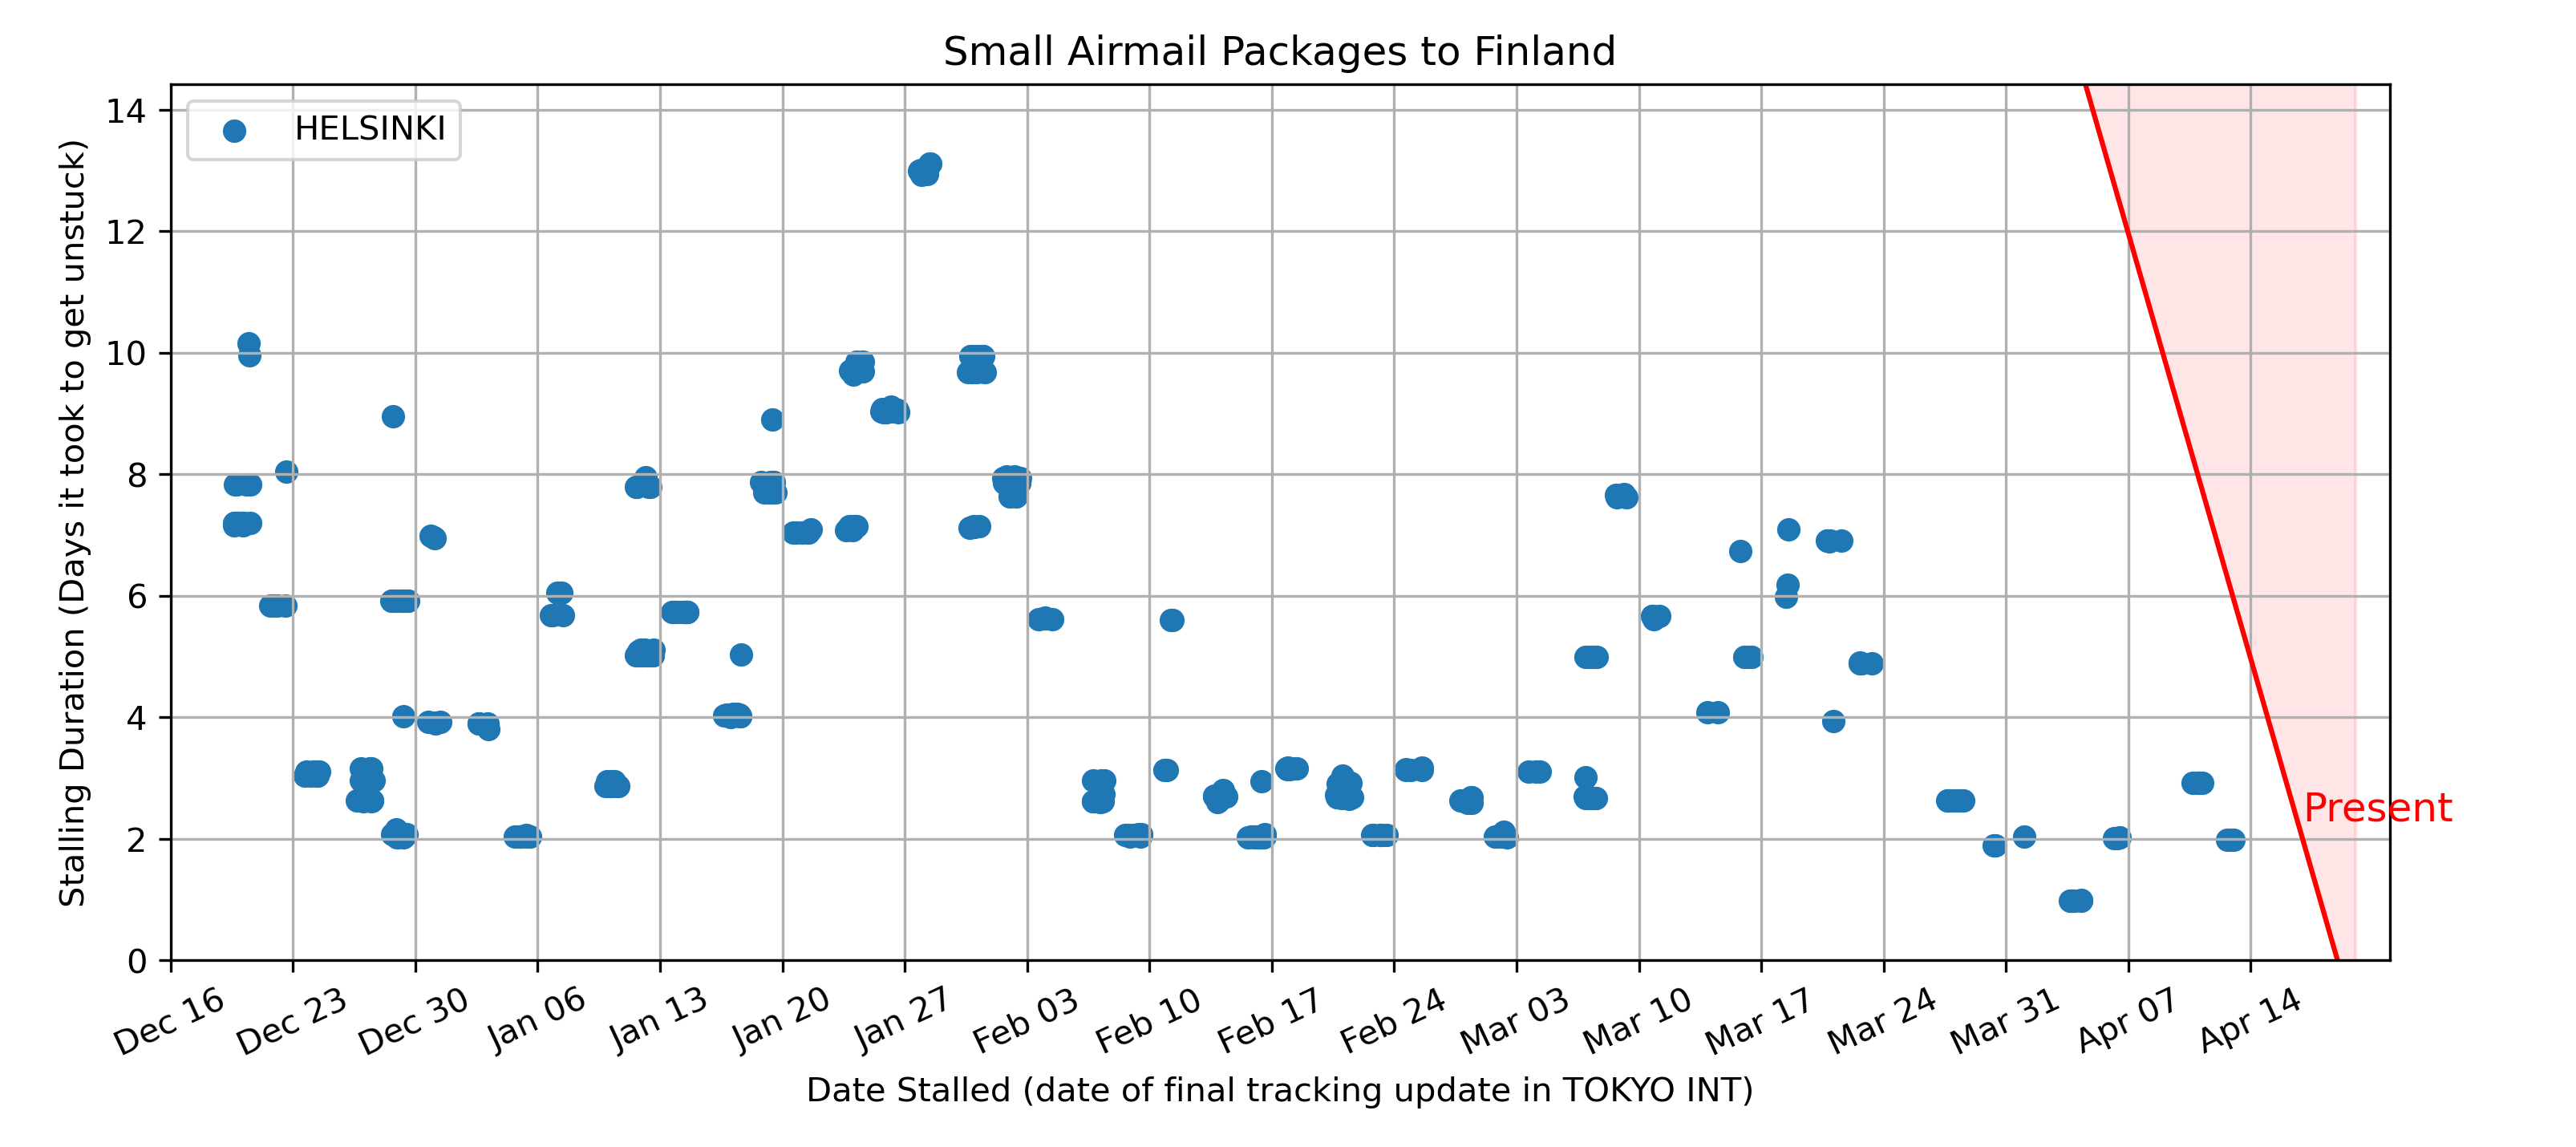 Small Airmail Packages to Finland
HELSINKI
Stalling Duration (Days it took to get unstuck)
14
12
10
8
6
4
2
0
Present
Dec 16
Dec 23
Dec 30
Jan 06
Jan 13
Jan 20
Jan 27
Feb 03
Feb 10
Feb 17
Feb 24
Mar 03
Mar 10
Mar 17
Mar 24
Mar 31
Apr 07
Apr 14
Date Stalled (date of final tracking update in TOKYO INT)